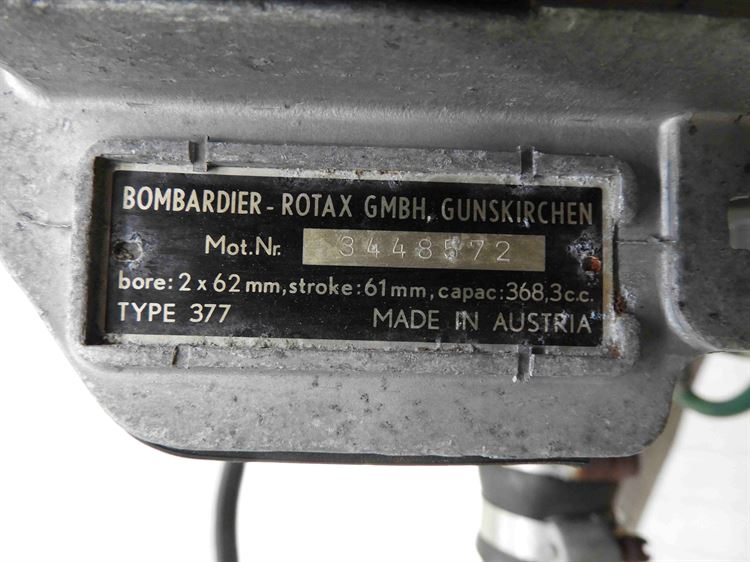 BOMBARDIER - ROTAX GMBH, GUNSKIRCHEN
Mot.Nr. 3448572
bore: 2 x 62 mm, stroke: 61 mm, capac: 368,3 c.c.
TYPE 377 MADE IN AUSTRIA